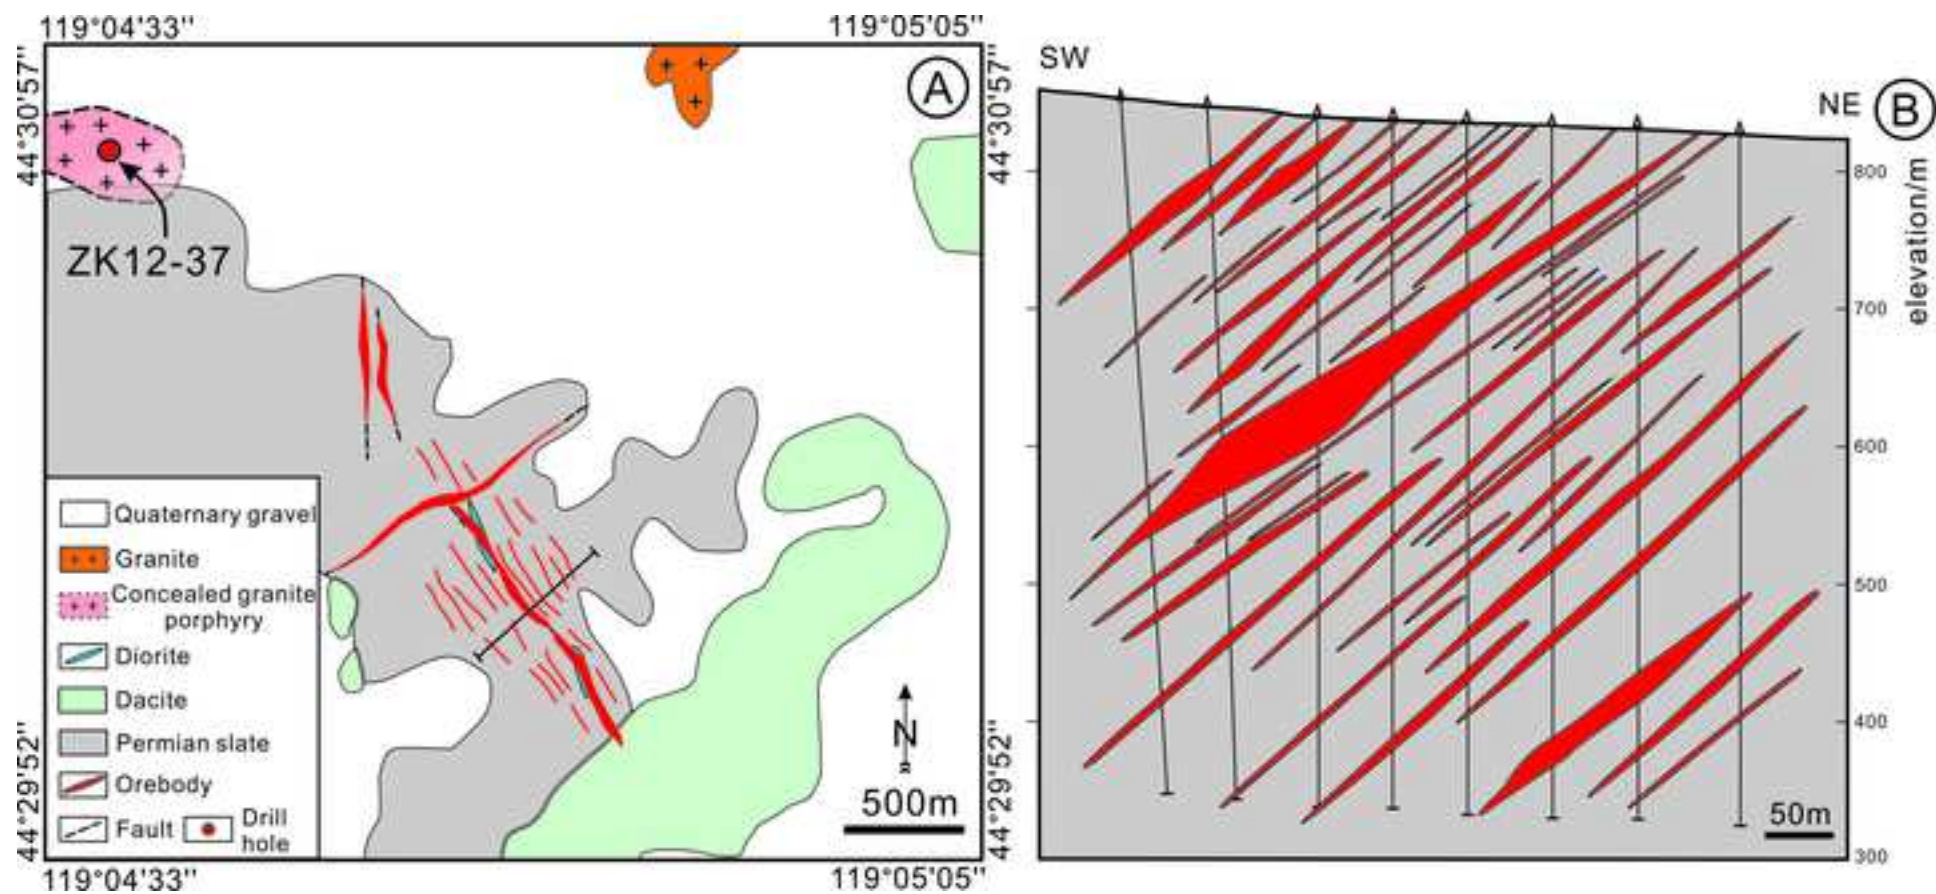 119°04'33"
119°05'05"
44°30'57"
44°30'57"
A
ZK12-37
Quaternary gravel
Granite
Concealed granite
porphyry
Diorite
Dacite
Permian slate
Orebody
Fault
Drill
hole
N
500m
44°29'52"
44°29'52"
119°04'33"
119°05'05"
SW
NE
B
elevation/m
800
700
600
500
400
300
50m